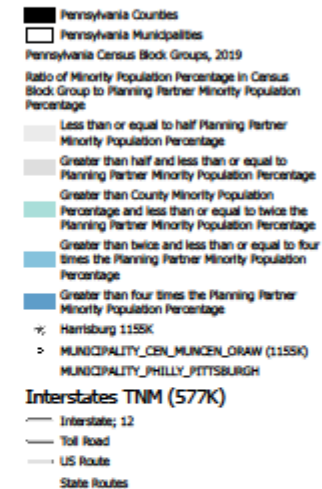 Pennsylvania Counties
Pennsylvania Municipalities
Pennsylvania Census Block Groups, 2019
Ratio of Minority Population Percentage in Census
Block Group to Planning Partner Minority Population
Percentage
Less than or equal to half Planning Partner
Minority Population Percentage
Greater than half and less than or equal to
Planning Partner Minority Population Percentage
Greater than County Minority Population
Percentage and less than or equal to twice the
Planning Partner Minority Population Percentage
Greater than twice and less than or equal to four
times the Planning Partner Minority Population
Percentage
Greater than four times the Planning Partner
Minority Population Percentage
Harrisburg 1155K
MUNICIPALITY_CEN_MUNCEN_ORAW (1155K)
MUNICIPALITY_PHILLY_PITTSBURGH
Interstates TNM (577K)
Interstate; 12
Toll Road
US Route
State Routes